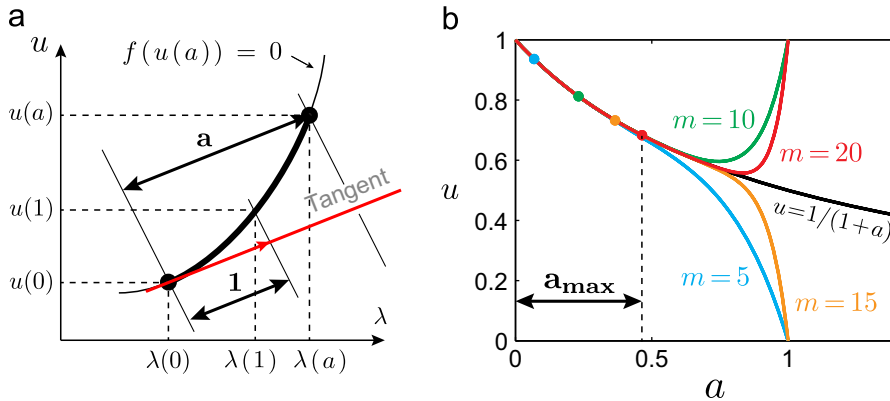 a
u
f(u(a)) = 0
u(a)
a
u(1)
Tangent
u(0)
1
λ
λ(0)
λ(1)
λ(a)
b
1
0.8
m = 10
m = 20
0.6
u
u=1/(1+a)
0.4
m = 5
m = 15
0.2
a_max
0
0
0.5
1
a